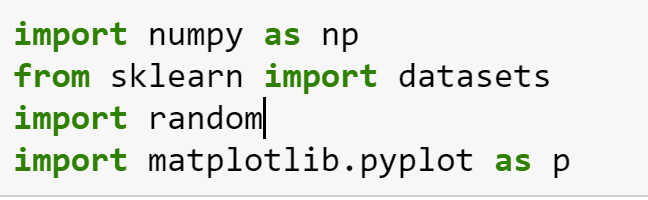 import numpy as np
from sklearn import datasets
import random
import matplotlib.pyplot as p